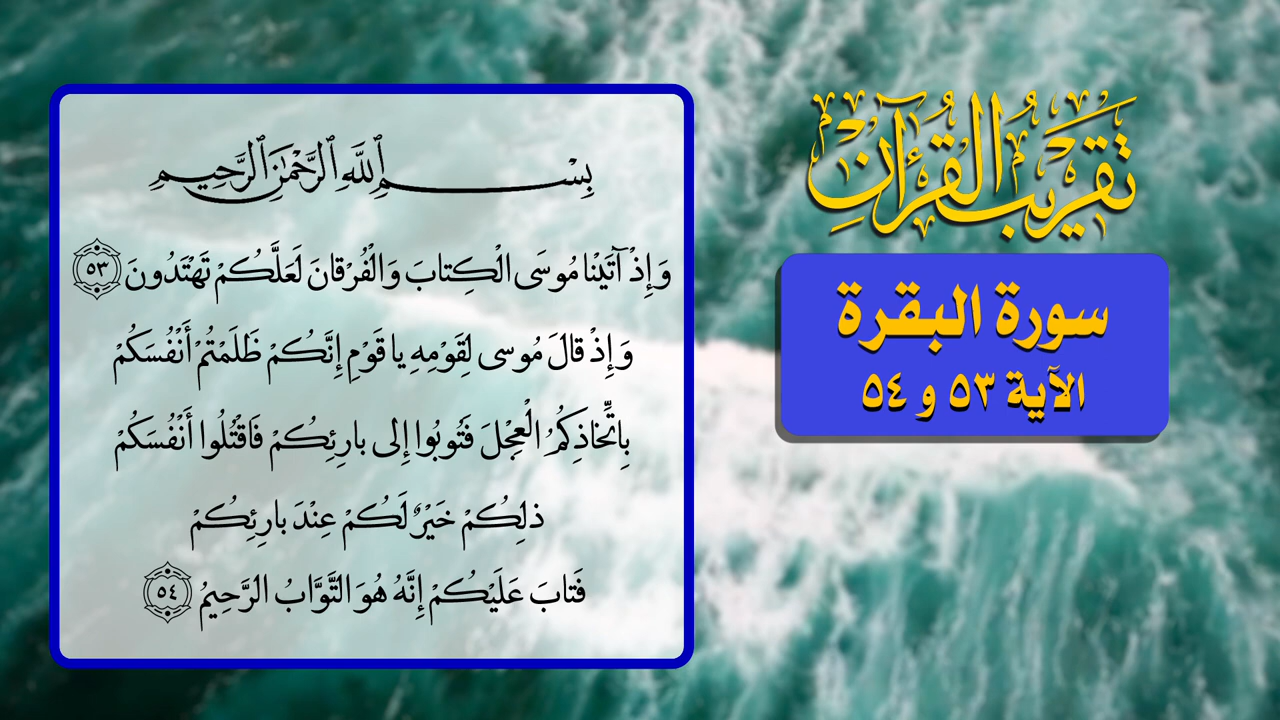 تقريب القرآن
سورة البقرة
الآية ٥٣ و ٥٤
بِسْمِ اللَّهِ الرَّحْمَٰنِ الرَّحِيمِ
وَإِذْ آتَيْنا مُوسَى الْكِتابَ وَالْفُرْقانَ لَعَلَّكُمْ تَهْتَدُونَ ٥٣
وَإِذْ قالَ مُوسى لِقَوْمِهِ يا قَوْمِ إِنَّكُمْ ظَلَمْتُمْ أَنْفُسَكُمْ
بِاتِّخاذِكُمُ الْعِجْلَ فَتُوبُوا إِلى بارِئِكُمْ فَاقْتُلُوا أَنْفُسَكُمْ
ذلِكُمْ خَيْرٌ لَكُمْ عِنْدَ بارِئِكُمْ
فَتابَ عَلَيْكُمْ إِنَّهُ هُوَ التَّوَّابُ الرَّحِيمُ ٥٤